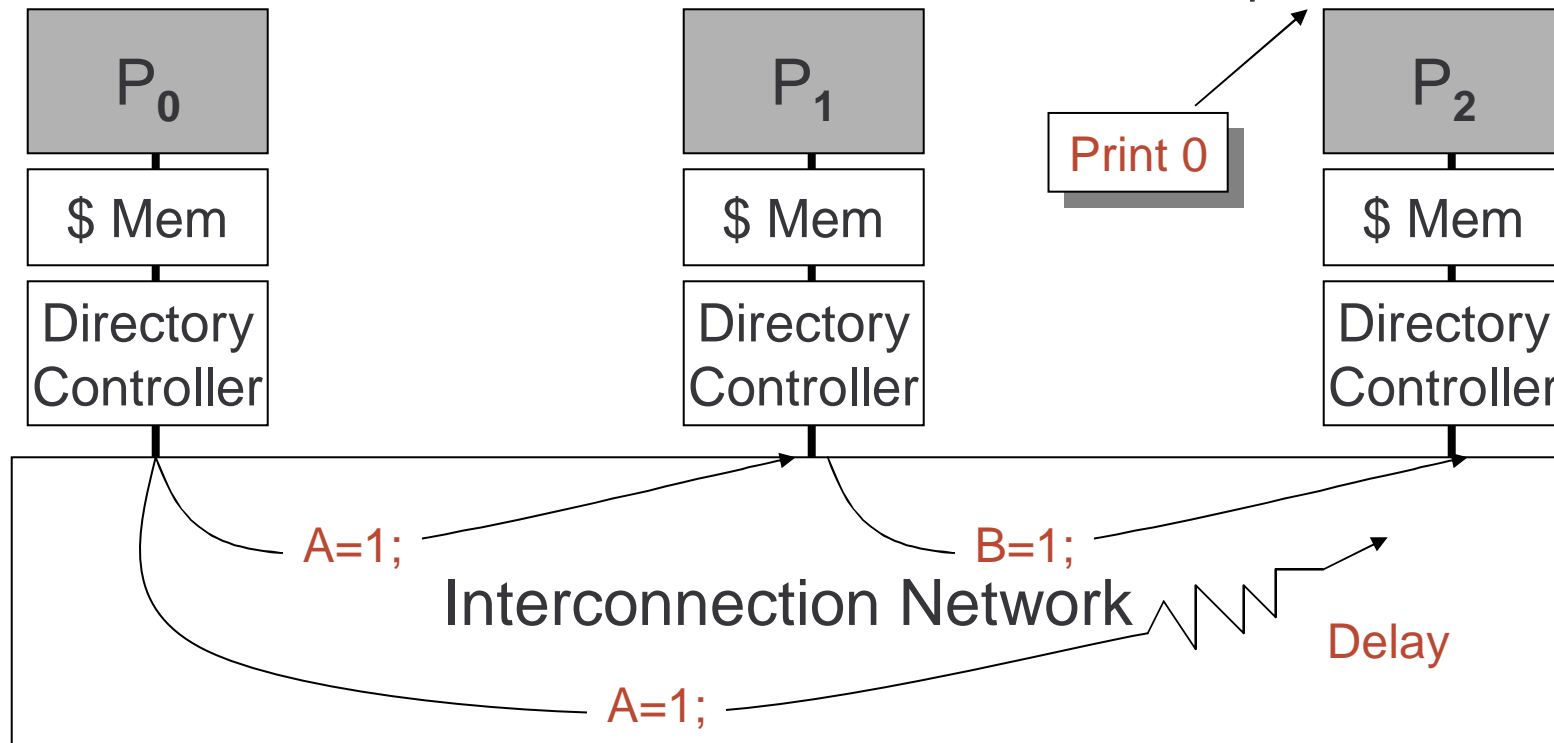 P0
P1
P2
Print 0
$ Mem
$ Mem
$ Mem
Directory
Controller
Directory
Controller
Directory
Controller
A=1;
B=1;
Interconnection Network
Delay
A=1;